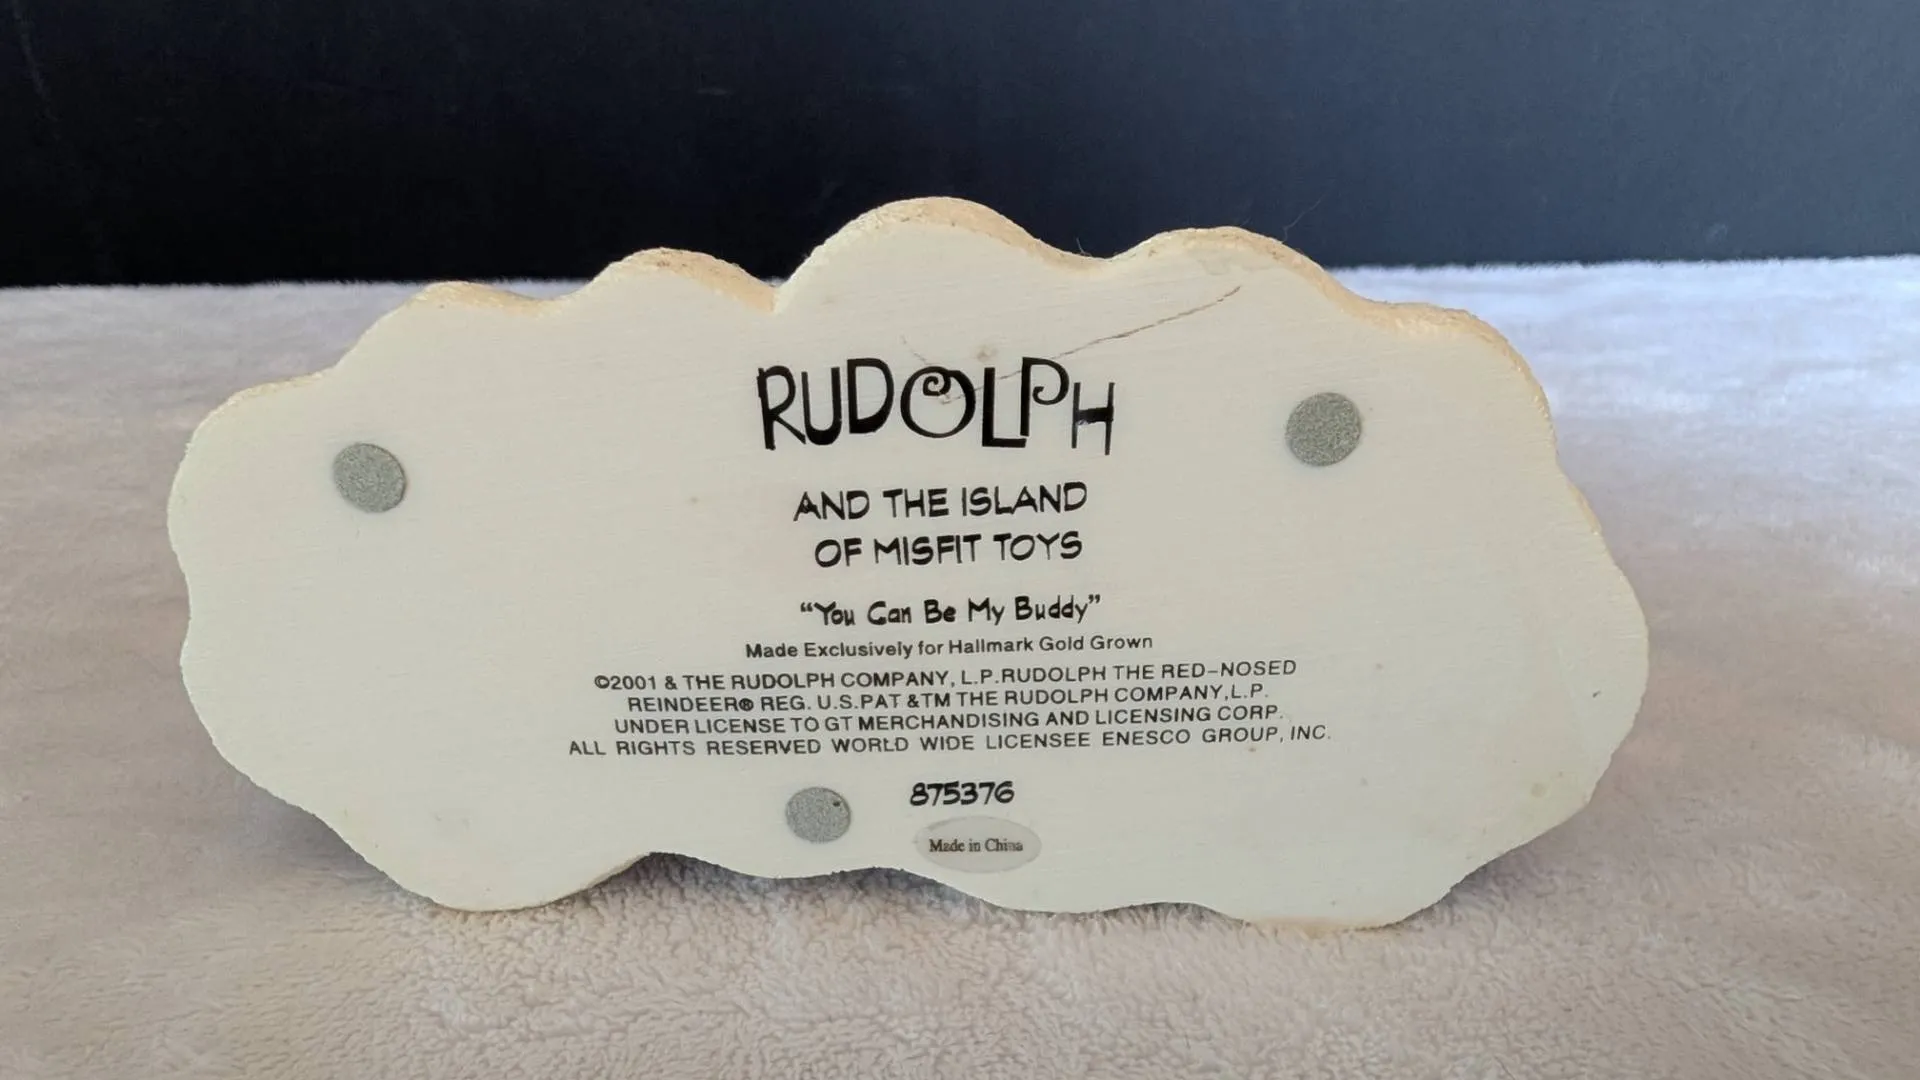 RUDOLPH
AND THE ISLAND
OF MISFIT TOYS
“You Can Be My Buddy”
Made Exclusively for Hallmark Gold Grown
©2001 & THE RUDOLPH COMPANY, L.P.RUDOLPH THE RED-NOSED
REINDEER® REG. U.S.PAT &TM THE RUDOLPH COMPANY,L.P.
UNDER LICENSE TO GT MERCHANDISING AND LICENSING CORP.
ALL RIGHTS RESERVED WORLD WIDE LICENSEE ENESCO GROUP, INC.
875376
Made in China